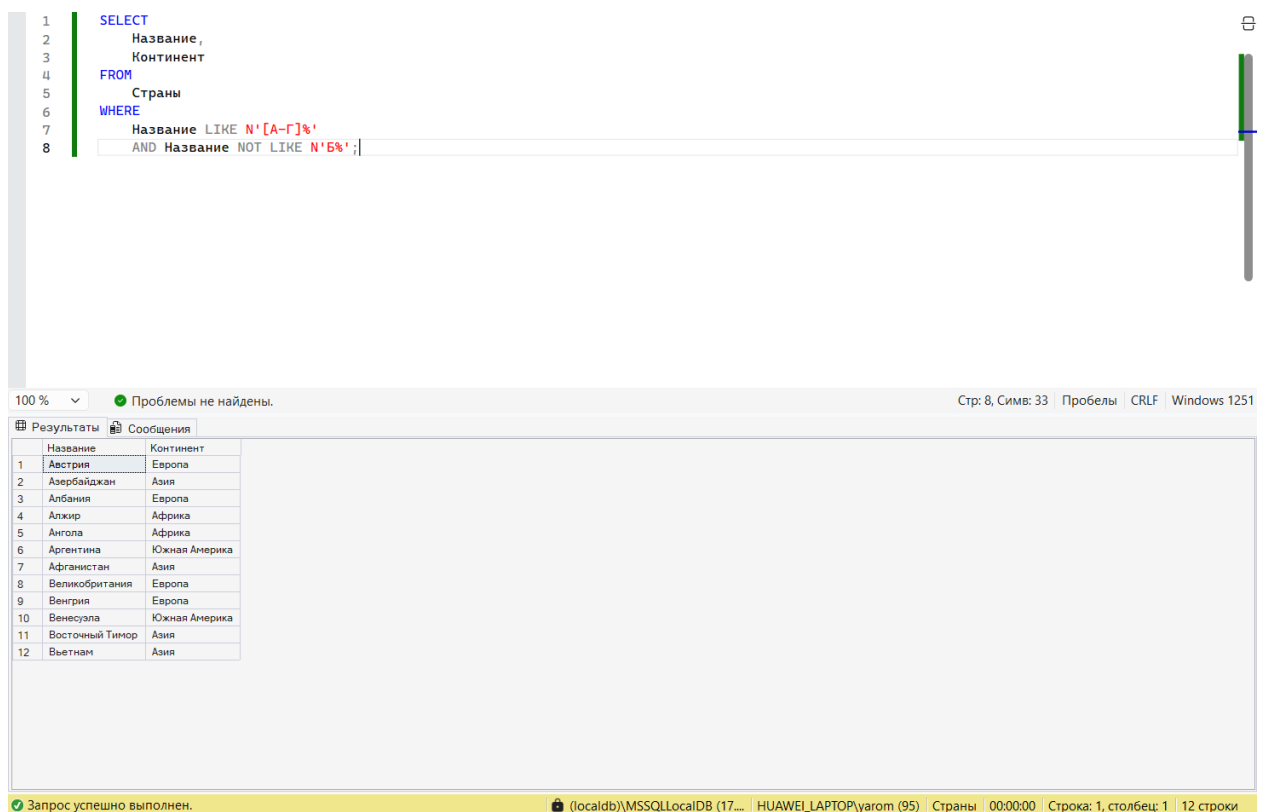 1 SELECT
2 Название,
3 Континент
4 FROM
5 Страны
6 WHERE
7 Название LIKE N'[А-Г]%'
8 AND Название NOT LIKE N'Б%';
100 % Проблемы не найдены. Стр: 8, Симв: 33 Пробелы CRLF Windows 1251
Результаты Сообщения
Название Континент
1 Австрия Европа
2 Азербайджан Азия
3 Албания Европа
4 Алжир Африка
5 Ангола Африка
6 Аргентина Южная Америка
7 Афганистан Азия
8 Великобритания Европа
9 Венгрия Европа
10 Венесуэла Южная Америка
11 Восточный Тимор Азия
12 Вьетнам Азия
Запрос успешно выполнен. (localdb)\MSSQLLocalDB (17.... HUAWEI_LAPTOP\yarom (95) Страны 00:00:00 Строка: 1, столбец: 1 12 строки